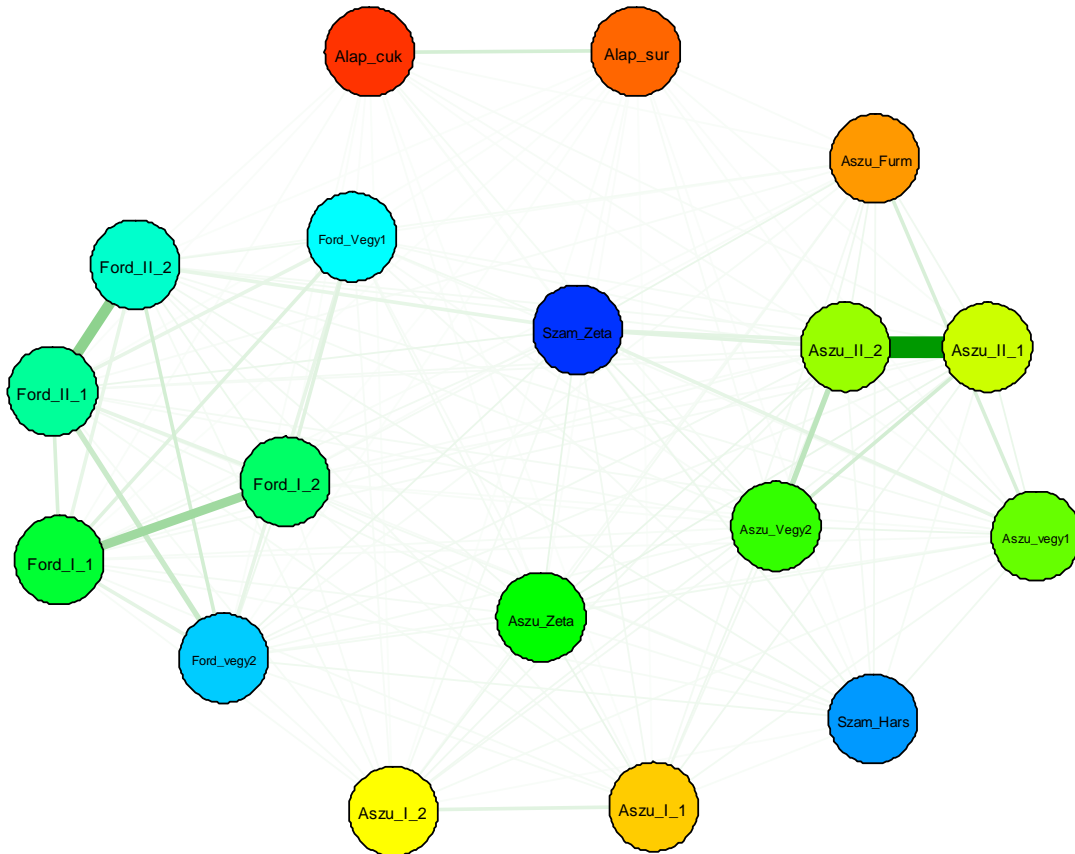 Alap_cuk
Alap_sur
Aszu_Furm
Ford_Vegy1
Ford_II_2
Szam_Zeta
Aszu_II_2
Aszu_II_1
Ford_II_1
Ford_I_2
Aszu_Vegy2
Aszu_vegy1
Ford_I_1
Aszu_Zeta
Ford_vegy2
Szam_Hars
Aszu_I_2
Aszu_I_1